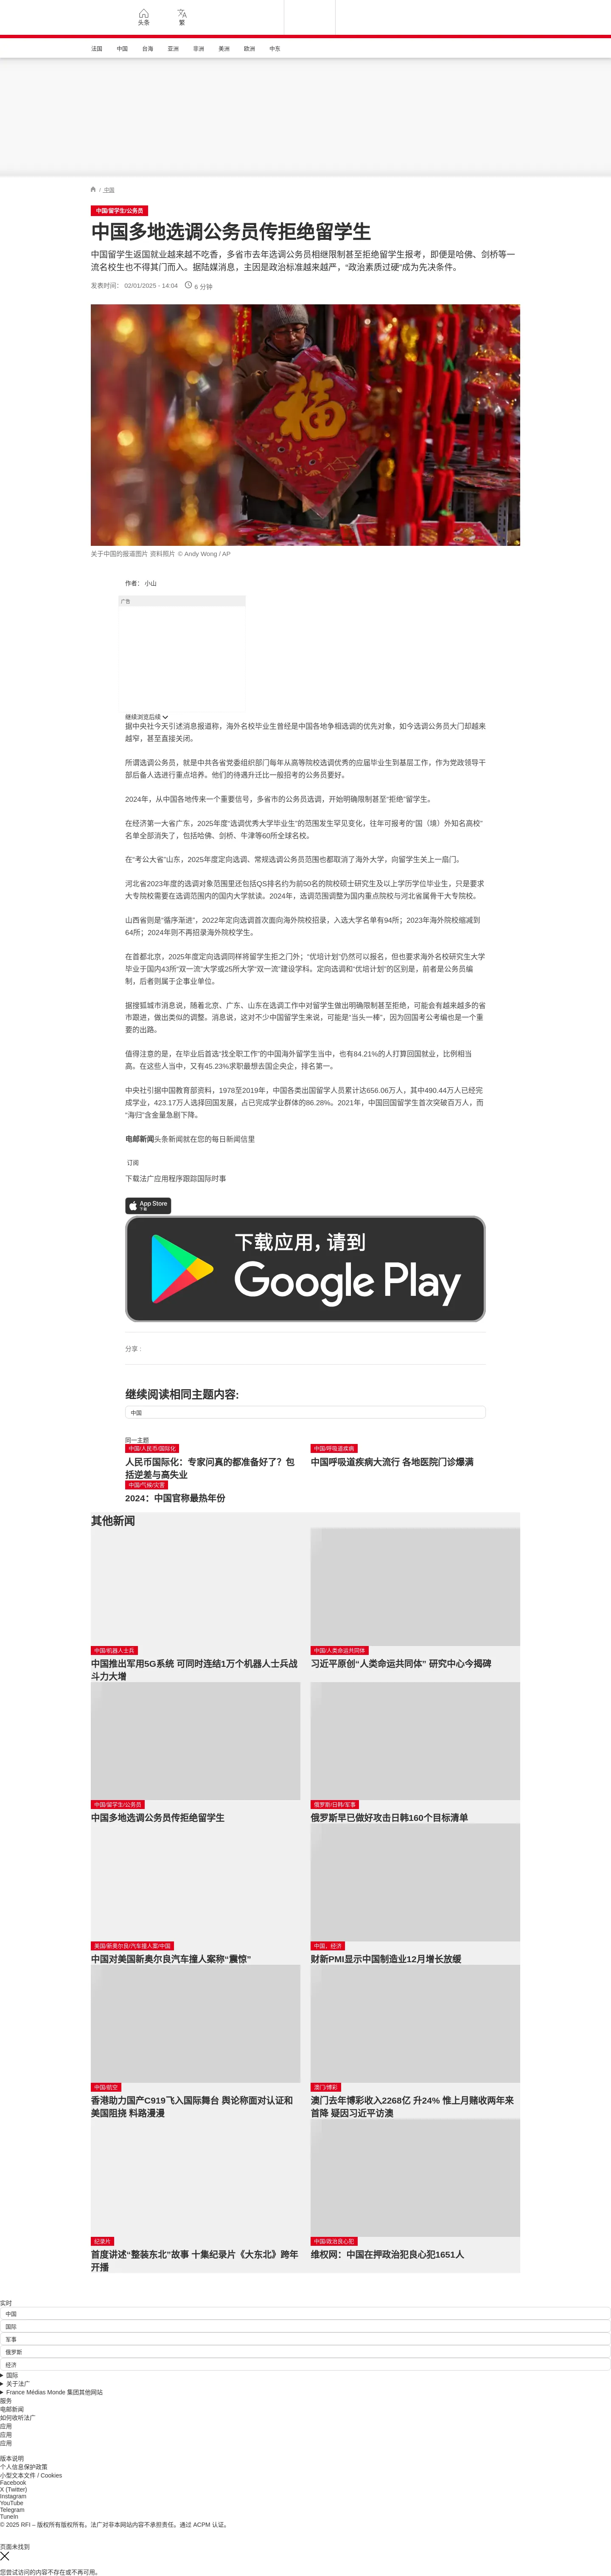 头条
繁
法国
中国
台海
亚洲
非洲
美洲
欧洲
中东
/ 中国
中国/留学生/公务员
中国多地选调公务员传拒绝留学生
中国留学生返国就业越来越不吃香，多省市去年选调公务员相继限制甚至拒绝留学生报考，即便是哈佛、剑桥等一
流名校生也不得其门而入。据陆媒消息，主因是政治标准越来越严，“政治素质过硬”成为先决条件。
发表时间： 02/01/2025 - 14:04
6 分钟
福
关于中国的报道图片 资料照片 © Andy Wong / AP
作者： 小山
广告
继续浏览后续
据中央社今天引述消息报道称，海外名校毕业生曾经是中国各地争相选调的优先对象，如今选调公务员大门却越来
越窄，甚至直接关闭。
所谓选调公务员，就是中共各省党委组织部门每年从高等院校选调优秀的应届毕业生到基层工作，作为党政领导干
部后备人选进行重点培养。他们的待遇升迁比一般招考的公务员要好。
2024年，从中国各地传来一个重要信号，多省市的公务员选调，开始明确限制甚至“拒绝”留学生。
在经济第一大省广东，2025年度“选调优秀大学毕业生”的范围发生罕见变化，往年可报考的“国（境）外知名高校”
名单全部消失了，包括哈佛、剑桥、牛津等60所全球名校。
在“考公大省”山东，2025年度定向选调、常规选调公务员范围也都取消了海外大学，向留学生关上一扇门。
河北省2023年度的选调对象范围里还包括QS排名约为前50名的院校硕士研究生及以上学历学位毕业生，只是要求
大专院校需要在选调范围内的国内大学就读。2024年，选调范围调整为国内重点院校与河北省属骨干大专院校。
山西省则是“循序渐进”，2022年定向选调首次面向海外院校招录，入选大学名单有94所；2023年海外院校缩减到
64所；2024年则不再招录海外院校学生。
在首都北京，2025年度定向选调同样将留学生拒之门外；“优培计划”仍然可以报名，但也要求海外名校研究生大学
毕业于国内43所“双一流”大学或25所大学“双一流”建设学科。定向选调和“优培计划”的区别是，前者是公务员编
制，后者则属于企事业单位。
据搜狐城市消息说，随着北京、广东、山东在选调工作中对留学生做出明确限制甚至拒绝，可能会有越来越多的省
市跟进，做出类似的调整。消息说，这对不少中国留学生来说，可能是“当头一棒”，因为回国考公考编也是一个重
要的出路。
值得注意的是，在毕业后首选“找全职工作”的中国海外留学生当中，也有84.21%的人打算回国就业，比例相当
高。在这些人当中，又有45.23%求职最想去国企央企，排名第一。
中央社引据中国教育部资料，1978至2019年，中国各类出国留学人员累计达656.06万人，其中490.44万人已经完
成学业，423.17万人选择回国发展，占已完成学业群体的86.28%。2021年，中国回国留学生首次突破百万人，而
“海归”含金量急剧下降。
电邮新闻头条新闻就在您的每日新闻信里
订阅
下载法广应用程序跟踪国际时事
App Store
下载
下载应用，请到
Google Play
分享 :
继续阅读相同主题内容:
中国
同一主题
中国/人民币/国际化
人民币国际化：专家问真的都准备好了？包
括逆差与高失业
中国/呼吸道疾病
中国呼吸道疾病大流行 各地医院门诊爆满
中国/气候/灾害
2024：中国官称最热年份
其他新闻
中国/机器人士兵
中国推出军用5G系统 可同时连结1万个机器人士兵战
斗力大增
中国/人类命运共同体
习近平原创“人类命运共同体” 研究中心今揭碑
中国/留学生/公务员
中国多地选调公务员传拒绝留学生
俄罗斯/日韩/军事
俄罗斯早已做好攻击日韩160个目标清单
美国/新奥尔良/汽车撞人案/中国
中国对美国新奥尔良汽车撞人案称“震惊”
中国，经济
财新PMI显示中国制造业12月增长放缓
中国/航空
香港助力国产C919飞入国际舞台 舆论称面对认证和
美国阻挠 料路漫漫
澳门/博彩
澳门去年博彩收入2268亿 升24% 惟上月赌收两年来
首降 疑因习近平访澳
纪录片
首度讲述“整装东北”故事 十集纪录片《大东北》跨年
开播
中国/政治良心犯
维权网：中国在押政治犯良心犯1651人
实时
中国
国际
军事
俄罗斯
经济
国际
关于法广
France Médias Monde 集团其他网站
服务
电邮新闻
如何收听法广
应用
应用
应用
版本说明
个人信息保护政策
小型文本文件 / Cookies
Facebook
X (Twitter)
Instagram
YouTube
Telegram
TuneIn
© 2025 RFI – 版权所有版权所有。法广对非本网站内容不承担责任。通过 ACPM 认证。
页面未找到
您尝试访问的内容不存在或不再可用。